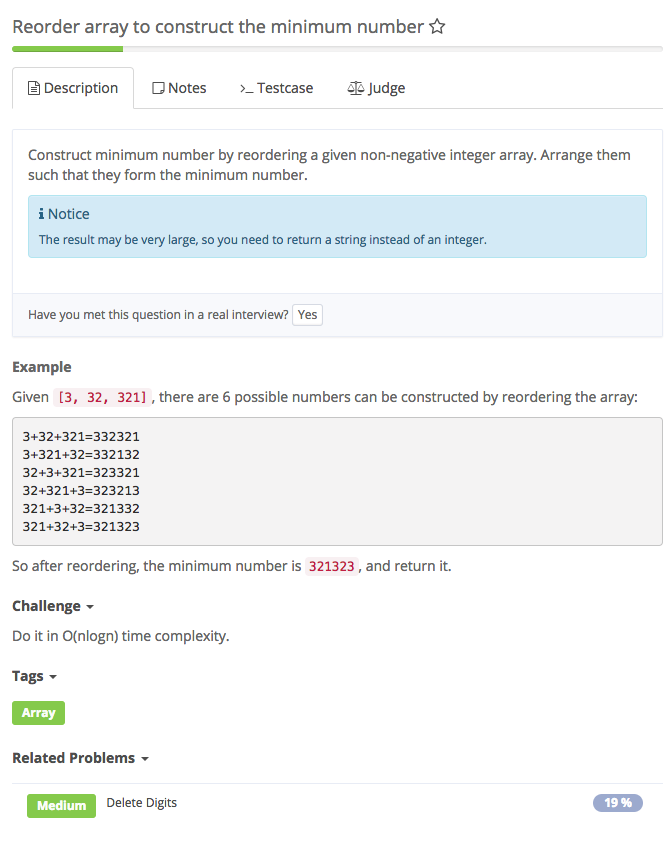 Reorder array to construct the minimum number
Description Notes >_ Testcase Judge
Construct minimum number by reordering a given non-negative integer array. Arrange them
such that they form the minimum number.
Notice
The result may be very large, so you need to return a string instead of an integer.
Have you met this question in a real interview? Yes
Example
Given [3, 32, 321] , there are 6 possible numbers can be constructed by reordering the array:
3+32+321=332321
3+321+32=332132
32+3+321=323321
32+321+3=323213
321+3+32=321332
321+32+3=321323
So after reordering, the minimum number is 321323 , and return it.
Challenge
Do it in O(nlogn) time complexity.
Tags
Array
Related Problems
Medium Delete Digits 19 %